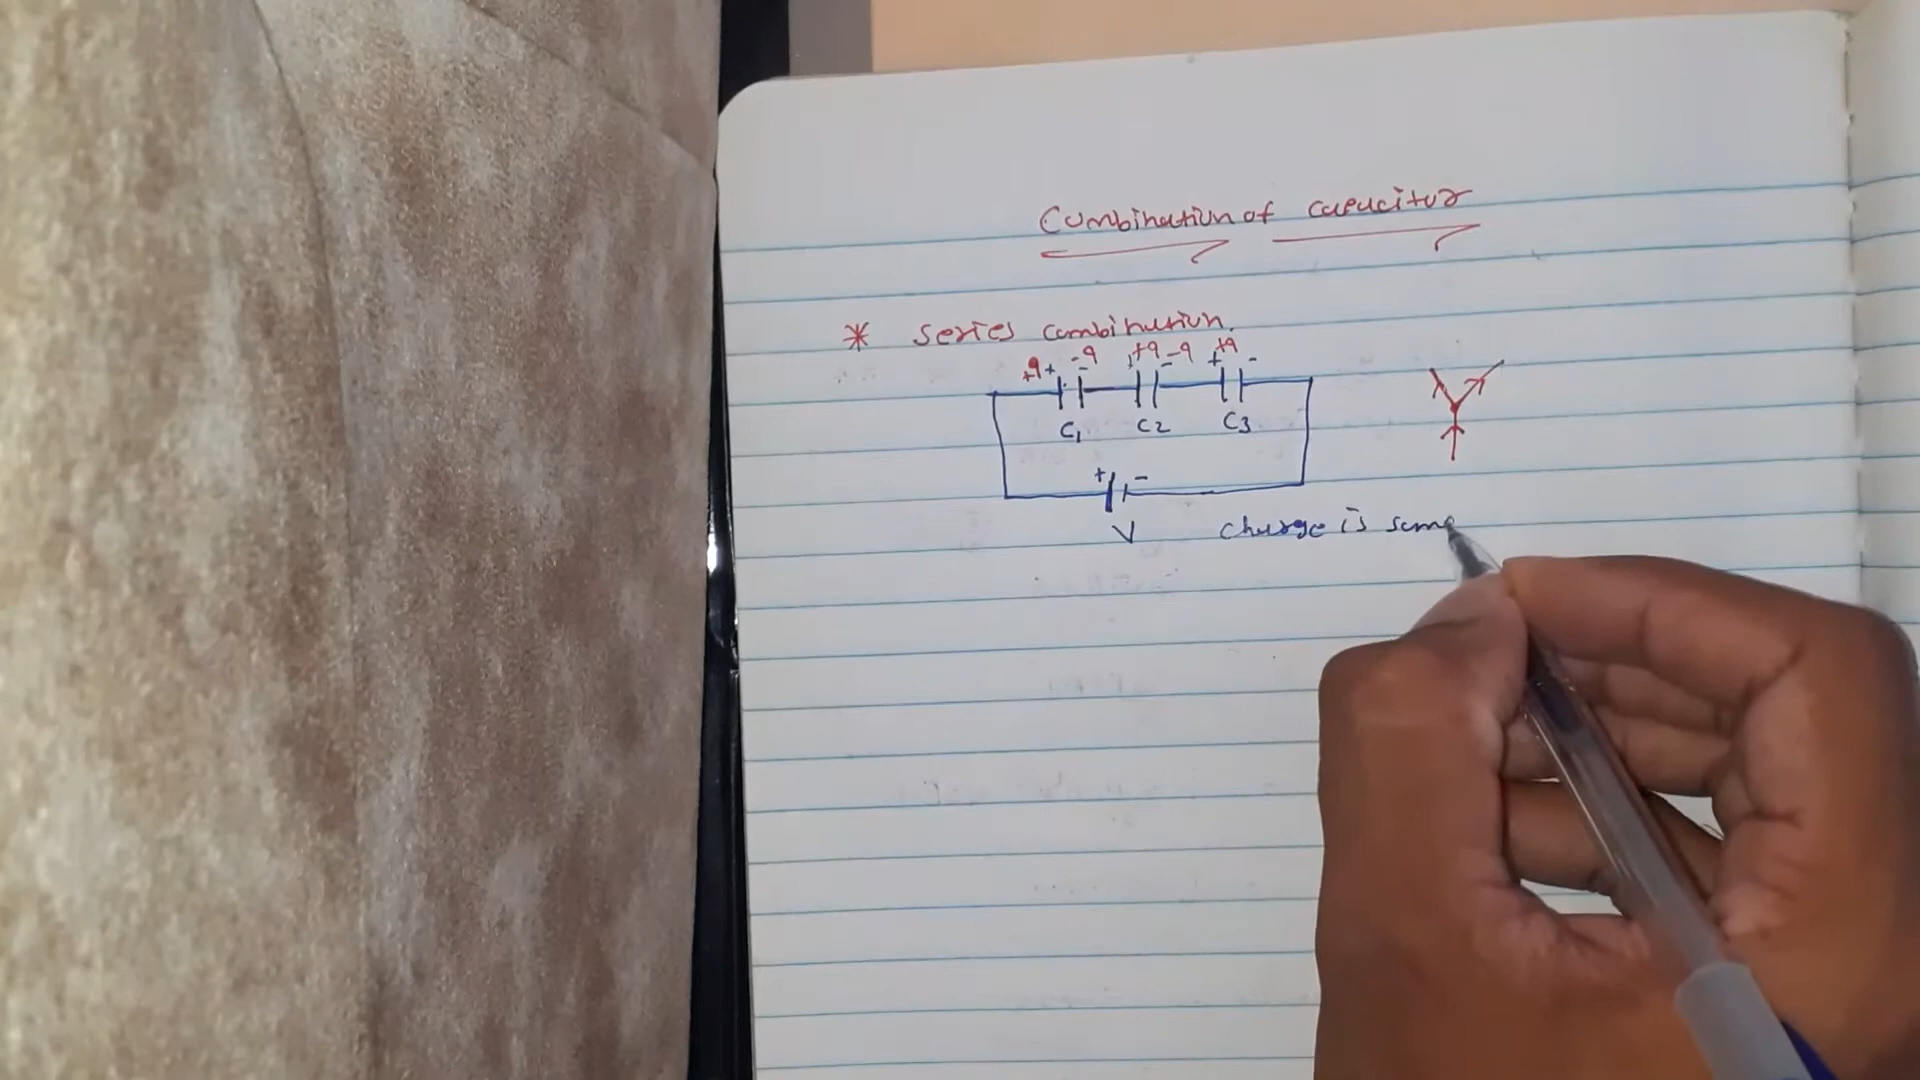 Combination of capacitor
* series combination.
+q + -q - + +q -q - + +q -
C1 C2 C3
+ -
V charge is same